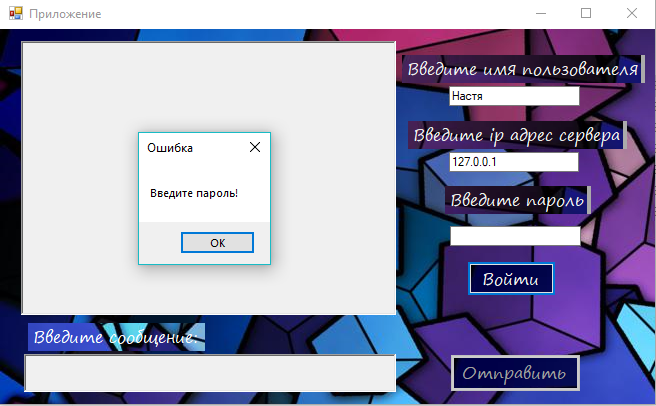 Приложение
Введите имя пользователя
Настя
Введите ip адрес сервера
127.0.0.1
Введите пароль
Войти
Ошибка
Введите пароль!
ОК
Введите сообщение:
Отправить